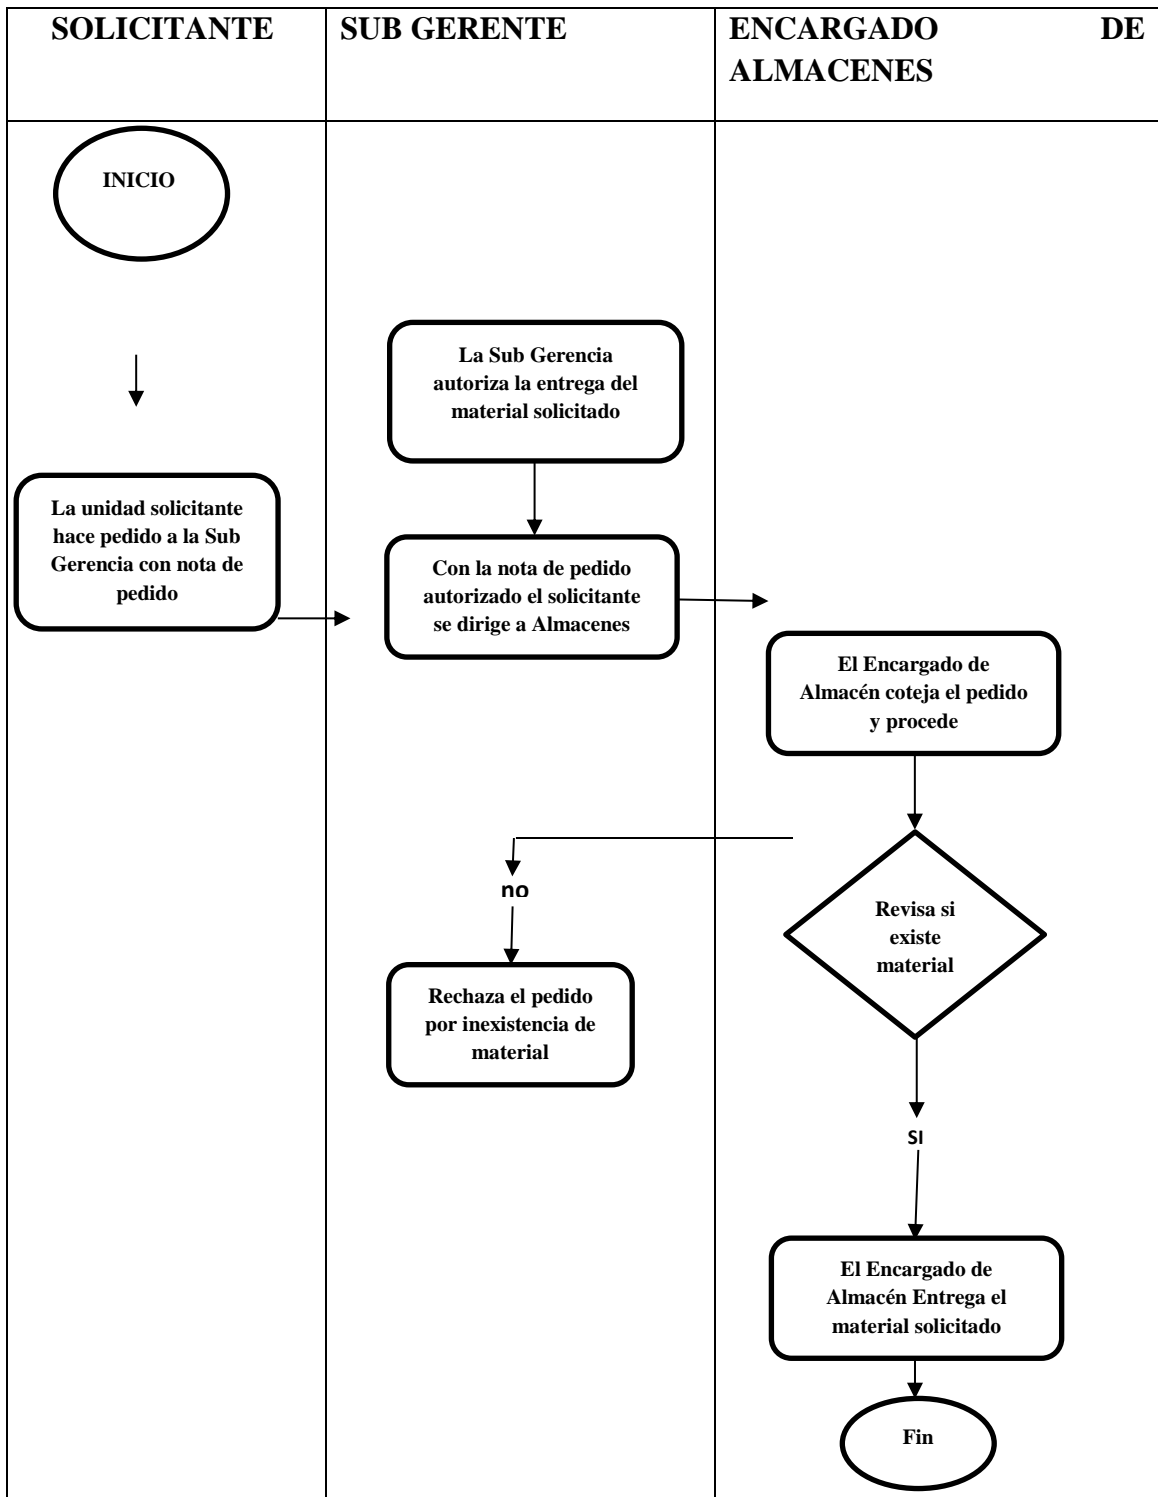 SOLICITANTE
SUB GERENTE
ENCARGADO DE
ALMACENES
INICIO
La Sub Gerencia
autoriza la entrega del
material solicitado
La unidad solicitante
hace pedido a la Sub
Gerencia con nota de
pedido
Con la nota de pedido
autorizado el solicitante
se dirige a Almacenes
El Encargado de
Almacén coteja el pedido
y procede
no
Revisa si
existe
material
Rechaza el pedido
por inexistencia de
material
SI
El Encargado de
Almacén Entrega el
material solicitado
Fin